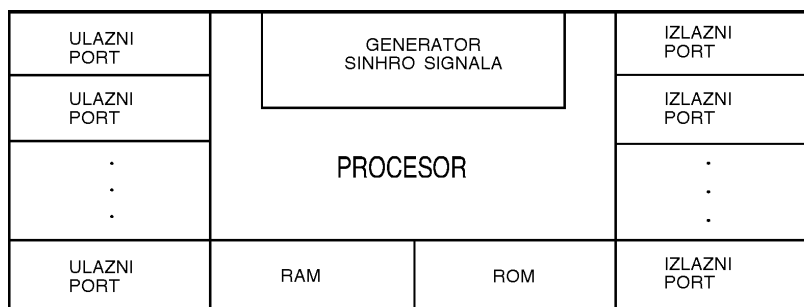 ULAZNI
PORT
GENERATOR
SINHRO SIGNALA
IZLAZNI
PORT
ULAZNI
PORT
IZLAZNI
PORT
PROCESOR
ULAZNI
PORT
RAM
ROM
IZLAZNI
PORT